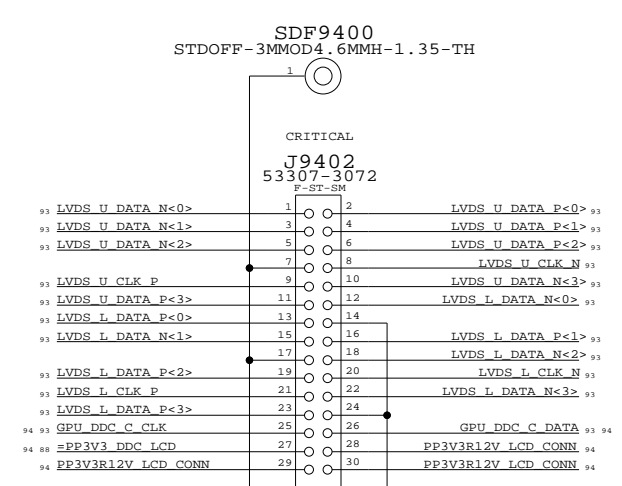 SDF9400
STDOFF-3MMOD4.6MMH-1.35-TH
1
CRITICAL
J9402
53307-3072
F-ST-SM
93 LVDS_U_DATA_N<0> 1 2 LVDS_U_DATA_P<0> 93
93 LVDS_U_DATA_N<1> 3 4 LVDS_U_DATA_P<1> 93
93 LVDS_U_DATA_N<2> 5 6 LVDS_U_DATA_P<2> 93
7 8 LVDS_U_CLK_N 93
93 LVDS_U_CLK_P 9 10 LVDS_U_DATA_N<3> 93
93 LVDS_U_DATA_P<3> 11 12 LVDS_L_DATA_N<0> 93
93 LVDS_L_DATA_P<0> 13 14
93 LVDS_L_DATA_N<1> 15 16 LVDS_L_DATA_P<1> 93
17 18 LVDS_L_DATA_N<2> 93
93 LVDS_L_DATA_P<2> 19 20 LVDS_L_CLK_N 93
93 LVDS_L_CLK_P 21 22 LVDS_L_DATA_N<3> 93
93 LVDS_L_DATA_P<3> 23 24
94 93 GPU_DDC_C_CLK 25 26 GPU_DDC_C_DATA 93 94
94 88 =PP3V3_DDC_LCD 27 28 PP3V3R12V_LCD_CONN 94
94 PP3V3R12V_LCD_CONN 29 30 PP3V3R12V_LCD_CONN 94